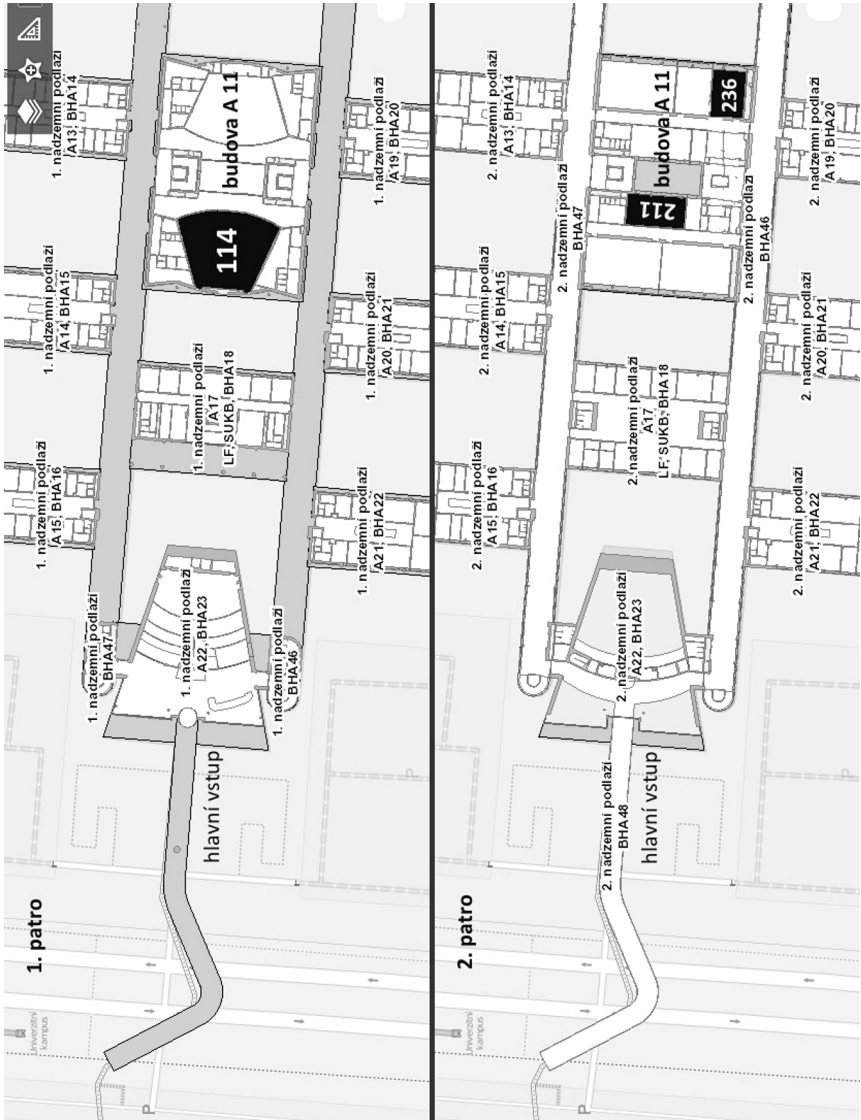 1. patro
Univerzitní
kampus
P
P
hlavní vstup
1. nadzemní podlaží
BHA47
1. nadzemní podlaží
A22, BHA23
1. nadzemní podlaží
BHA46
1. nadzemní podlaží
A15, BHA16
1. nadzemní podlaží
A21, BHA22
1. nadzemní podlaží
A17
LF, SUKB, BHA18
1. nadzemní podlaží
A14, BHA15
1. nadzemní podlaží
A20, BHA21
114
budova A 11
1. nadzemní podlaží
A13, BHA14
1. nadzemní podlaží
A19, BHA20
2. patro
Univerzitní
kampus
P
P
hlavní vstup
2. nadzemní podlaží
BHA48
2. nadzemní podlaží
A22, BHA23
2. nadzemní podlaží
A15, BHA16
2. nadzemní podlaží
A21, BHA22
2. nadzemní podlaží
A17
LF, SUKB, BHA18
2. nadzemní podlaží
A14, BHA15
2. nadzemní podlaží
A20, BHA21
2. nadzemní podlaží
BHA47
2. nadzemní podlaží
BHA46
211
budova A 11
236
2. nadzemní podlaží
A13, BHA14
2. nadzemní podlaží
A19, BHA20